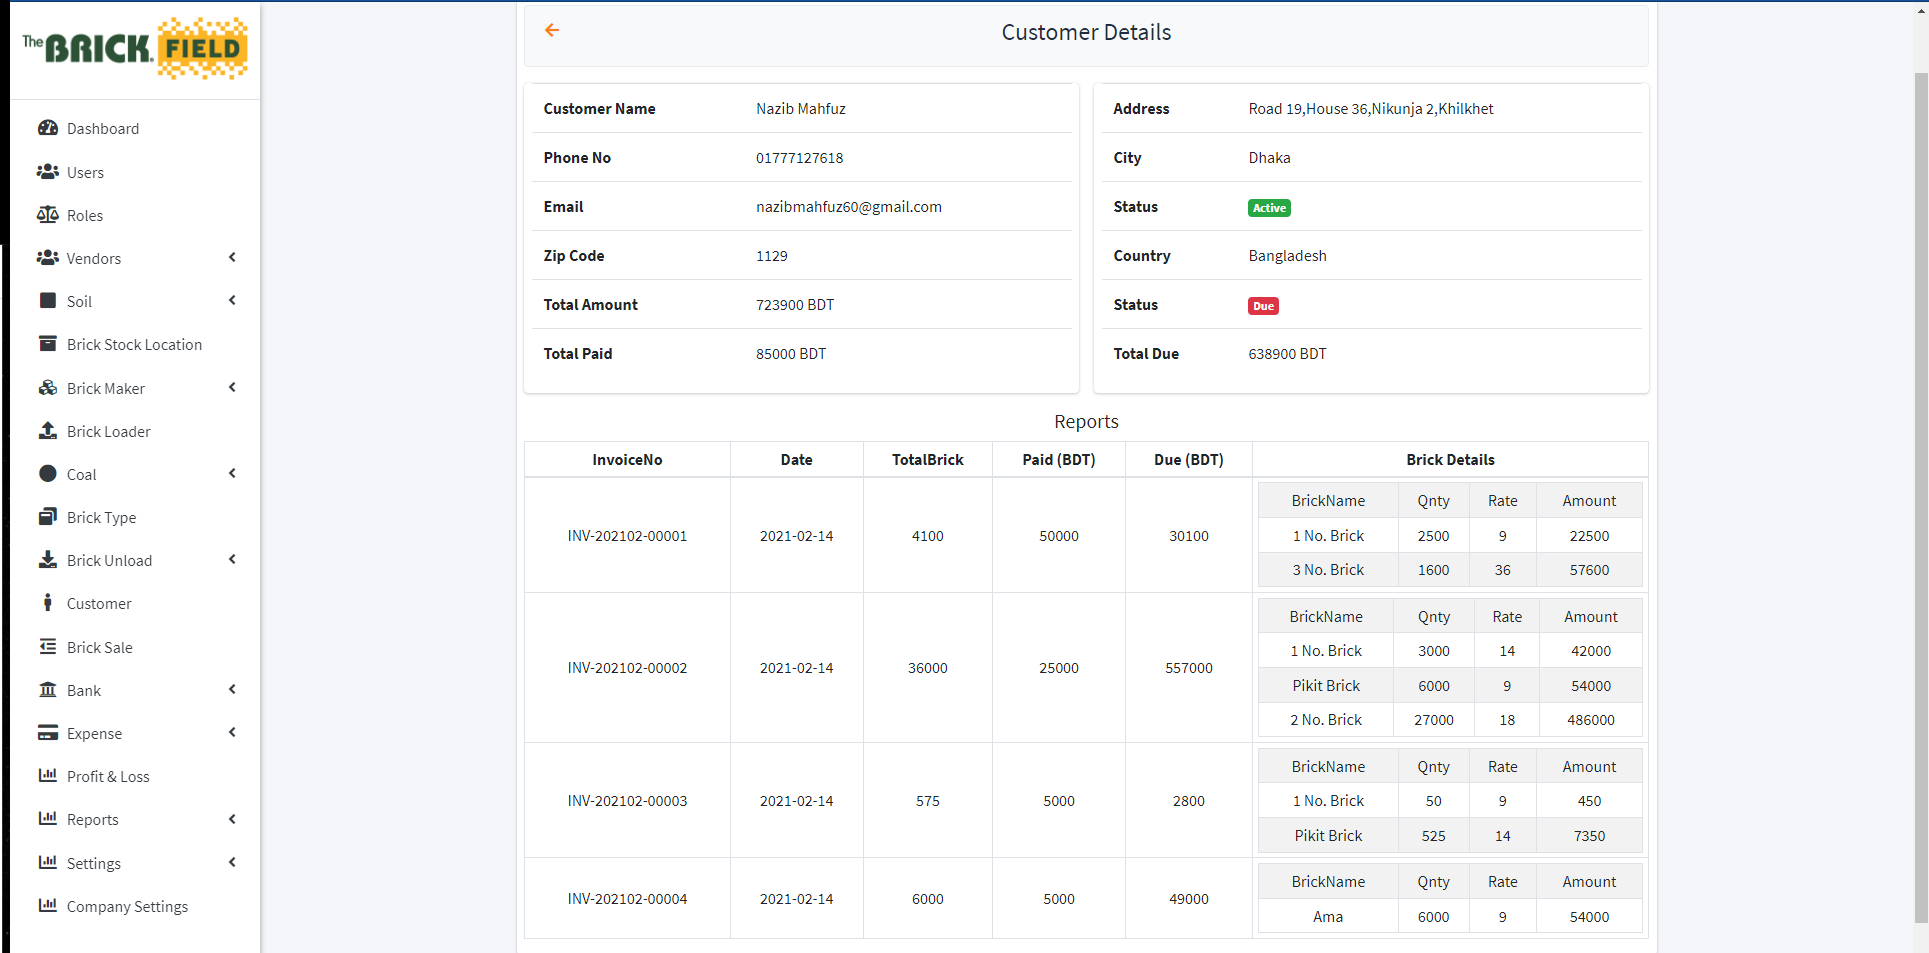 The BRICK FIELD
Dashboard
Users
Roles
Vendors
Soil
Brick Stock Location
Brick Maker
Brick Loader
Coal
Brick Type
Brick Unload
Customer
Brick Sale
Bank
Expense
Profit & Loss
Reports
Settings
Company Settings
Customer Details
Customer Name Nazib Mahfuz
Phone No 01777127618
Email nazibmahfuz60@gmail.com
Zip Code 1129
Total Amount 723900 BDT
Total Paid 85000 BDT
Address Road 19,House 36,Nikunja 2,Khilkhet
City Dhaka
Status Active
Country Bangladesh
Status Due
Total Due 638900 BDT
Reports
InvoiceNo Date TotalBrick Paid (BDT) Due (BDT) Brick Details
INV-202102-00001 2021-02-14 4100 50000 30100
BrickName Qnty Rate Amount
1 No. Brick 2500 9 22500
3 No. Brick 1600 36 57600
INV-202102-00002 2021-02-14 36000 25000 557000
BrickName Qnty Rate Amount
1 No. Brick 3000 14 42000
Pikit Brick 6000 9 54000
2 No. Brick 27000 18 486000
INV-202102-00003 2021-02-14 575 5000 2800
BrickName Qnty Rate Amount
1 No. Brick 50 9 450
Pikit Brick 525 14 7350
INV-202102-00004 2021-02-14 6000 5000 49000
BrickName Qnty Rate Amount
Ama 6000 9 54000